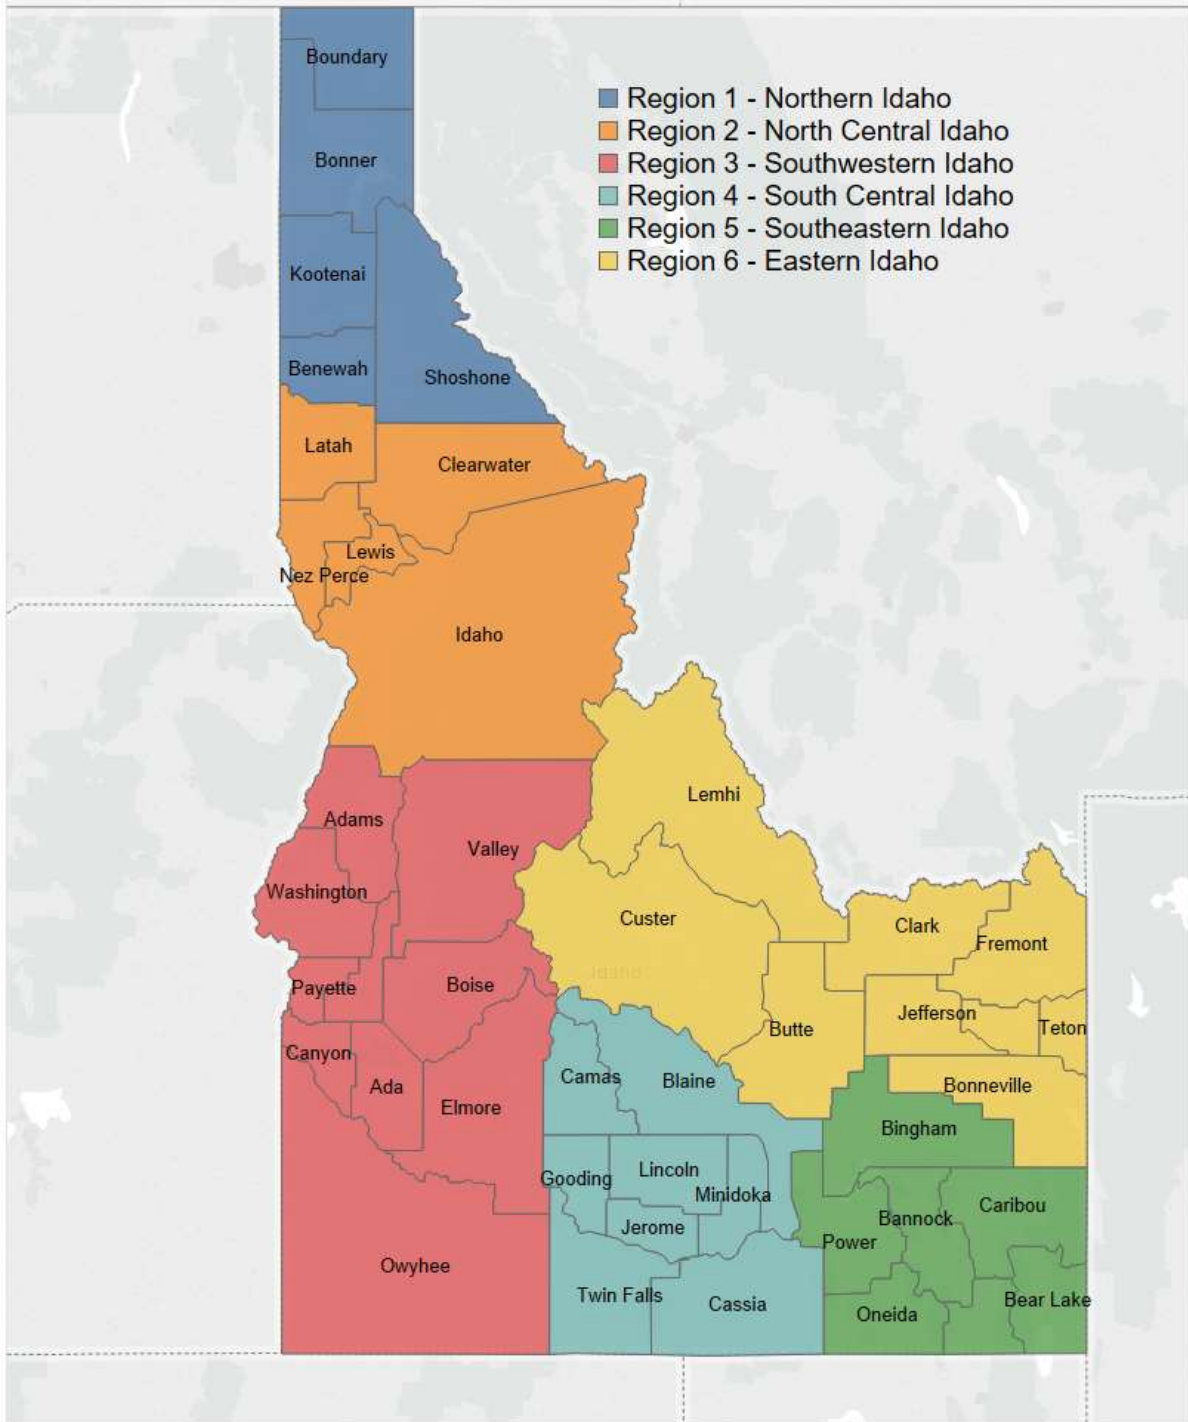 Boundary
Region 1 - Northern Idaho
Region 2 - North Central Idaho
Region 3 - Southwestern Idaho
Region 4 - South Central Idaho
Region 5 - Southeastern Idaho
Region 6 - Eastern Idaho
Bonner
Kootenai
Benewah
Shoshone
Latah
Clearwater
Lewis
Nez Perce
Idaho
Lemhi
Adams
Valley
Washington
Custer
Clark
Fremont
Idaho
Payette
Boise
Jefferson
Butte
Teton
Canyon
Ada
Camas
Blaine
Bonneville
Elmore
Bingham
Lincoln
Gooding
Minidoka
Caribou
Bannock
Jerome
Power
Owyhee
Twin Falls
Cassia
Bear Lake
Oneida